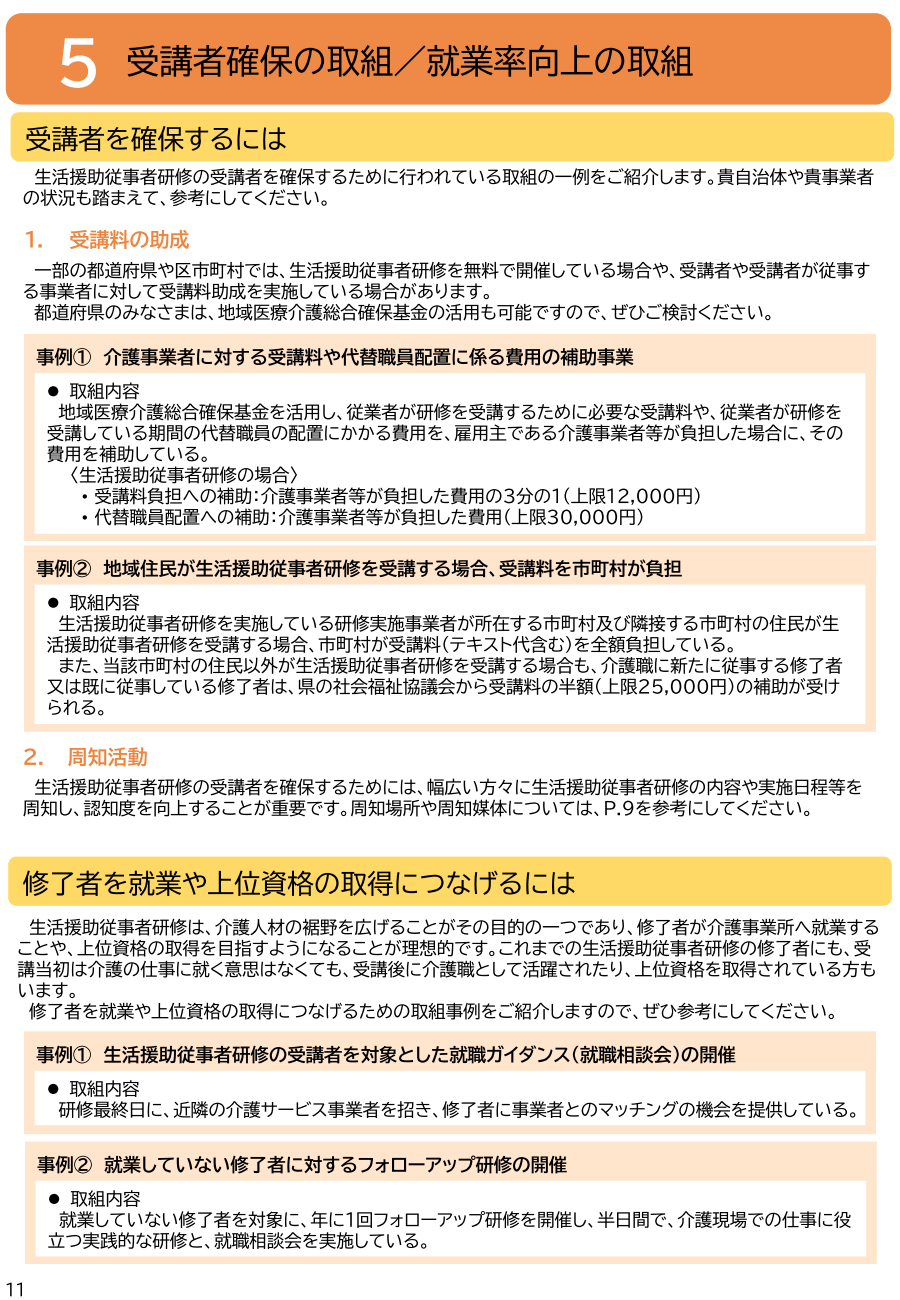 5 受講者確保の取組／就業率向上の取組
受講者を確保するには
生活援助従事者研修の受講者を確保するために行われている取組の一例をご紹介します。貴自治体や貴事業者
の状況も踏まえて、参考にしてください。
1. 受講料の助成
一部の都道府県や区市町村では、生活援助従事者研修を無料で開催している場合や、受講者や受講者が従事す
る事業者に対して受講料助成を実施している場合があります。
都道府県のみなさまは、地域医療介護総合確保基金の活用も可能ですので、ぜひご検討ください。
事例① 介護事業者に対する受講料や代替職員配置に係る費用の補助事業
● 取組内容
地域医療介護総合確保基金を活用し、従業者が研修を受講するために必要な受講料や、従業者が研修を
受講している期間の代替職員の配置にかかる費用を、雇用主である介護事業者等が負担した場合に、その
費用を補助している。
〈生活援助従事者研修の場合〉
・受講料負担への補助：介護事業者等が負担した費用の3分の1（上限12,000円）
・代替職員配置への補助：介護事業者等が負担した費用（上限30,000円）
事例② 地域住民が生活援助従事者研修を受講する場合、受講料を市町村が負担
● 取組内容
生活援助従事者研修を実施している研修実施事業者が所在する市町村及び隣接する市町村の住民が生
活援助従事者研修を受講する場合、市町村が受講料（テキスト代含む）を全額負担している。
また、当該市町村の住民以外が生活援助従事者研修を受講する場合も、介護職に新たに従事する修了者
又は既に従事している修了者は、県の社会福祉協議会から受講料の半額（上限25,000円）の補助が受け
られる。
2. 周知活動
生活援助従事者研修の受講者を確保するためには、幅広い方々に生活援助従事者研修の内容や実施日程等を
周知し、認知度を向上することが重要です。周知場所や周知媒体については、P.9を参考にしてください。
修了者を就業や上位資格の取得につなげるには
生活援助従事者研修は、介護人材の裾野を広げることがその目的の一つであり、修了者が介護事業所へ就業する
ことや、上位資格の取得を目指すようになることが理想的です。これまでの生活援助従事者研修の修了者にも、受
講当初は介護の仕事に就く意思はなくても、受講後に介護職として活躍されたり、上位資格を取得されている方も
います。
修了者を就業や上位資格の取得につなげるための取組事例をご紹介しますので、ぜひ参考にしてください。
事例① 生活援助従事者研修の受講者を対象とした就職ガイダンス（就職相談会）の開催
● 取組内容
研修最終日に、近隣の介護サービス事業者を招き、修了者に事業者とのマッチングの機会を提供している。
事例② 就業していない修了者に対するフォローアップ研修の開催
● 取組内容
就業していない修了者を対象に、年に1回フォローアップ研修を開催し、半日間で、介護現場での仕事に役
立つ実践的な研修と、就職相談会を実施している。
11